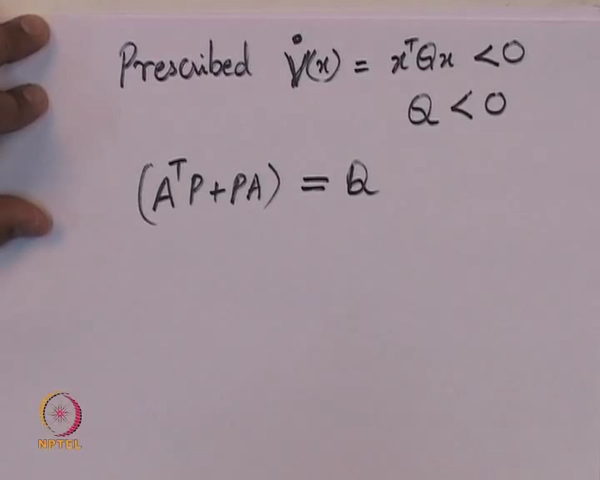 Prescribed V̇(x) = xᵀQx < 0
Q < 0
(AᵀP + PA) = Q
NPTEL